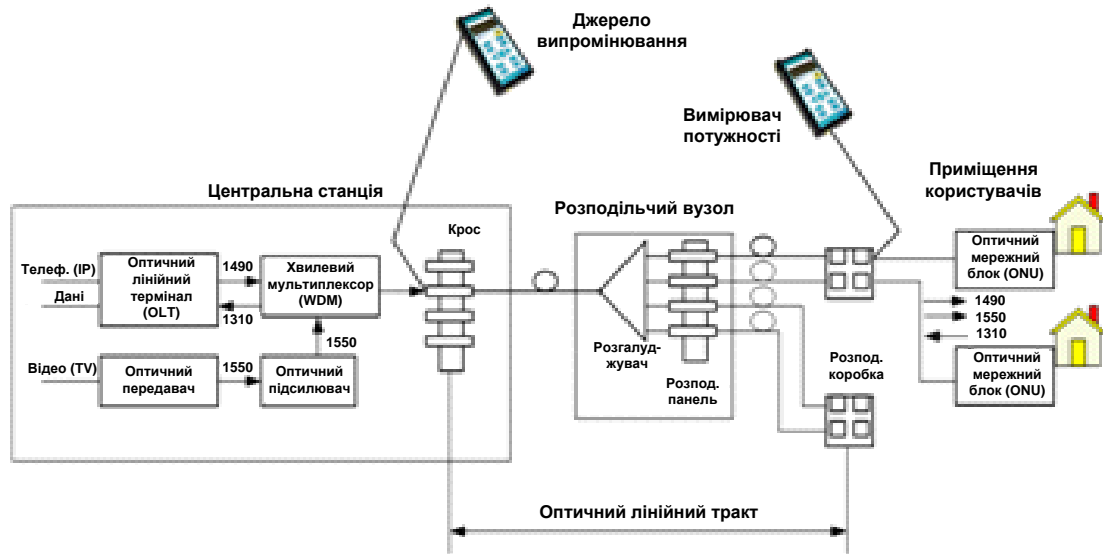 Джерело
випромінювання
Вимірювач
потужності
Приміщення
користувачів
Центральна станція
Розподільчий вузол
Крос
Телеф. (IP)
Дані
Оптичний
лінійний
термінал
(OLT)
1490
1310
Хвилевий
мультиплексор
(WDM)
1550
Відео (TV)
Оптичний
передавач
1550
Оптичний
підсилювач
Розгалуд-
жувач
Розпод.
панель
Розпод.
коробка
Оптичний
мережний
блок (ONU)
1490
1550
1310
Оптичний
мережний
блок (ONU)
Оптичний лінійний тракт